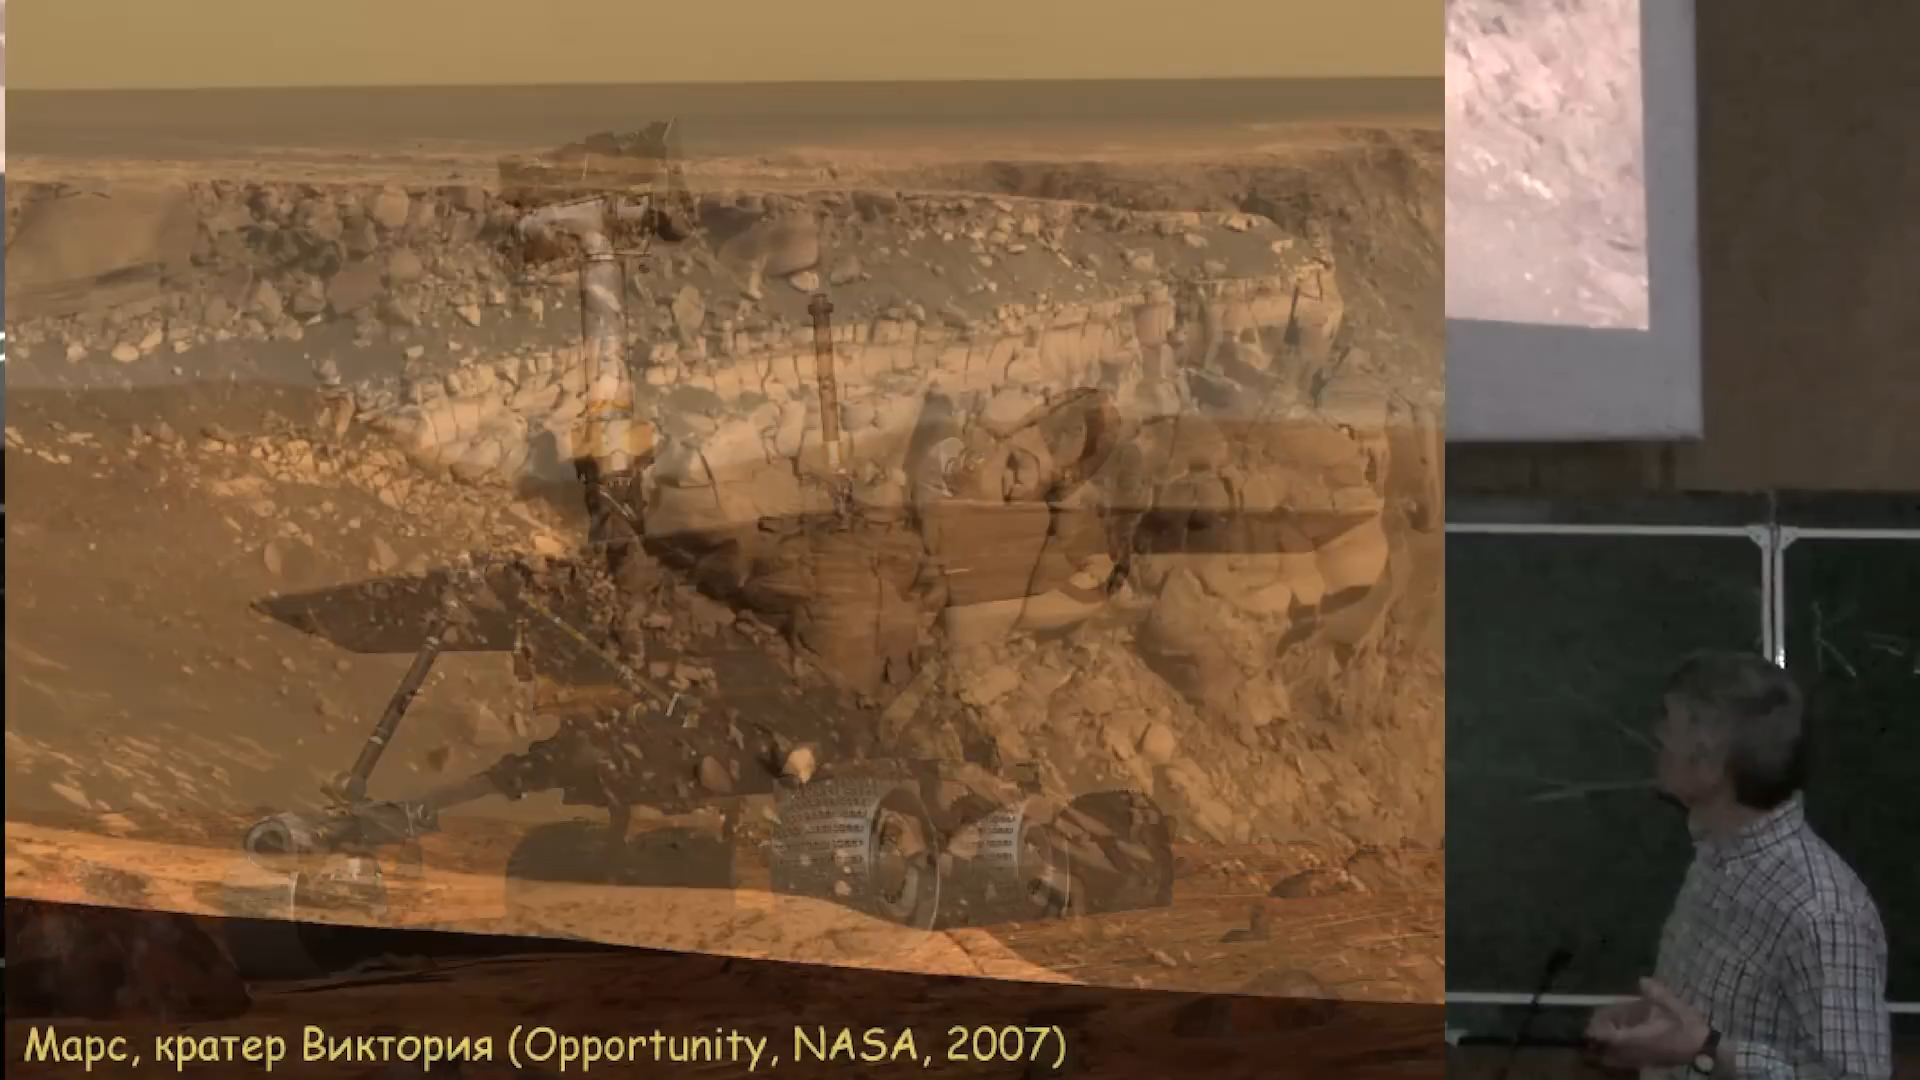 Марс, кратер Виктория (Opportunity, NASA, 2007)